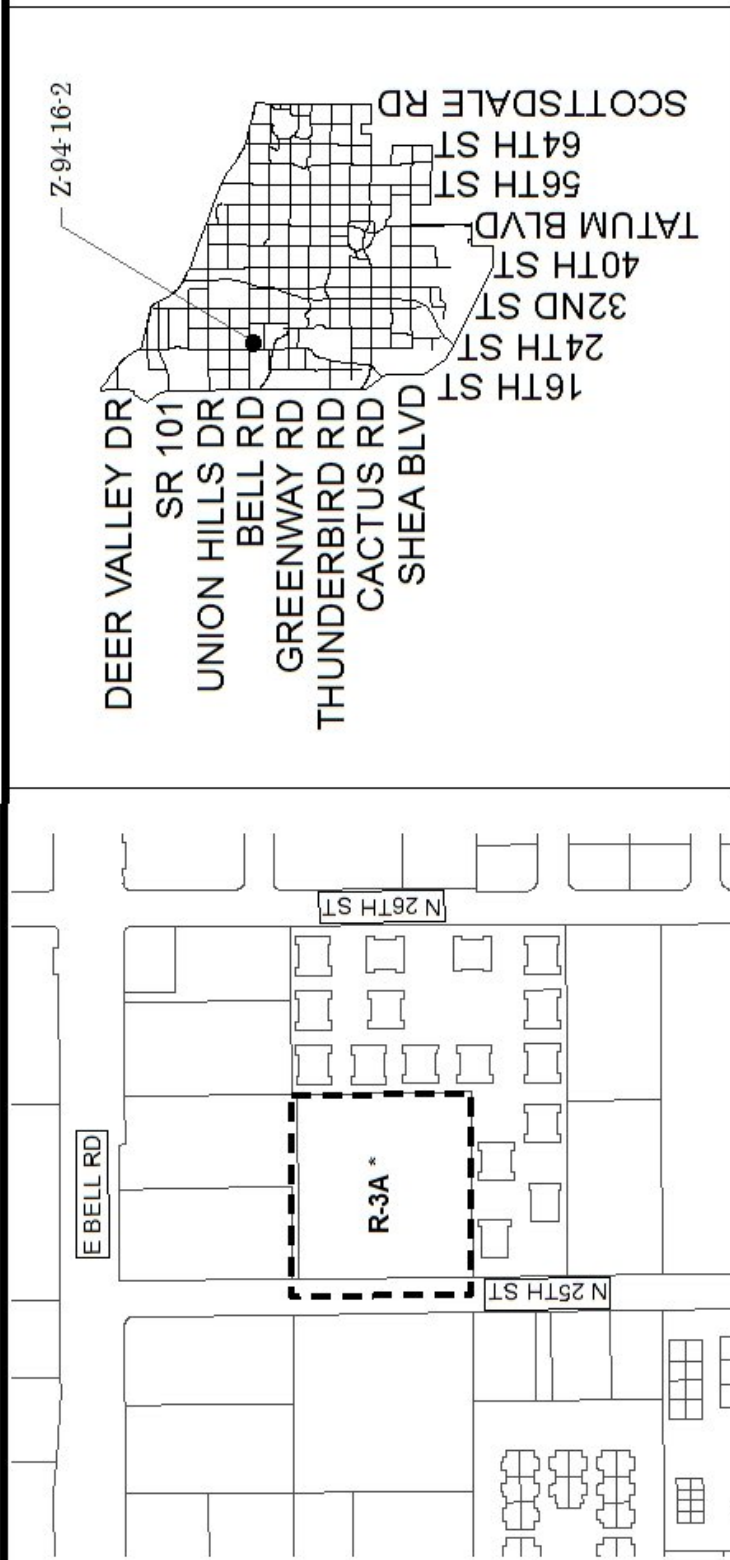 Z-94-16-2
DEER VALLEY DR
SR 101
UNION HILLS DR
BELL RD
GREENWAY RD
THUNDERBIRD RD
CACTUS RD
SHEA BLVD
16TH ST
24TH ST
32ND ST
40TH ST
TATUM BLVD
56TH ST
64TH ST
SCOTTSDALE RD
E BELL RD
N 26TH ST
R-3A *
N 25TH ST